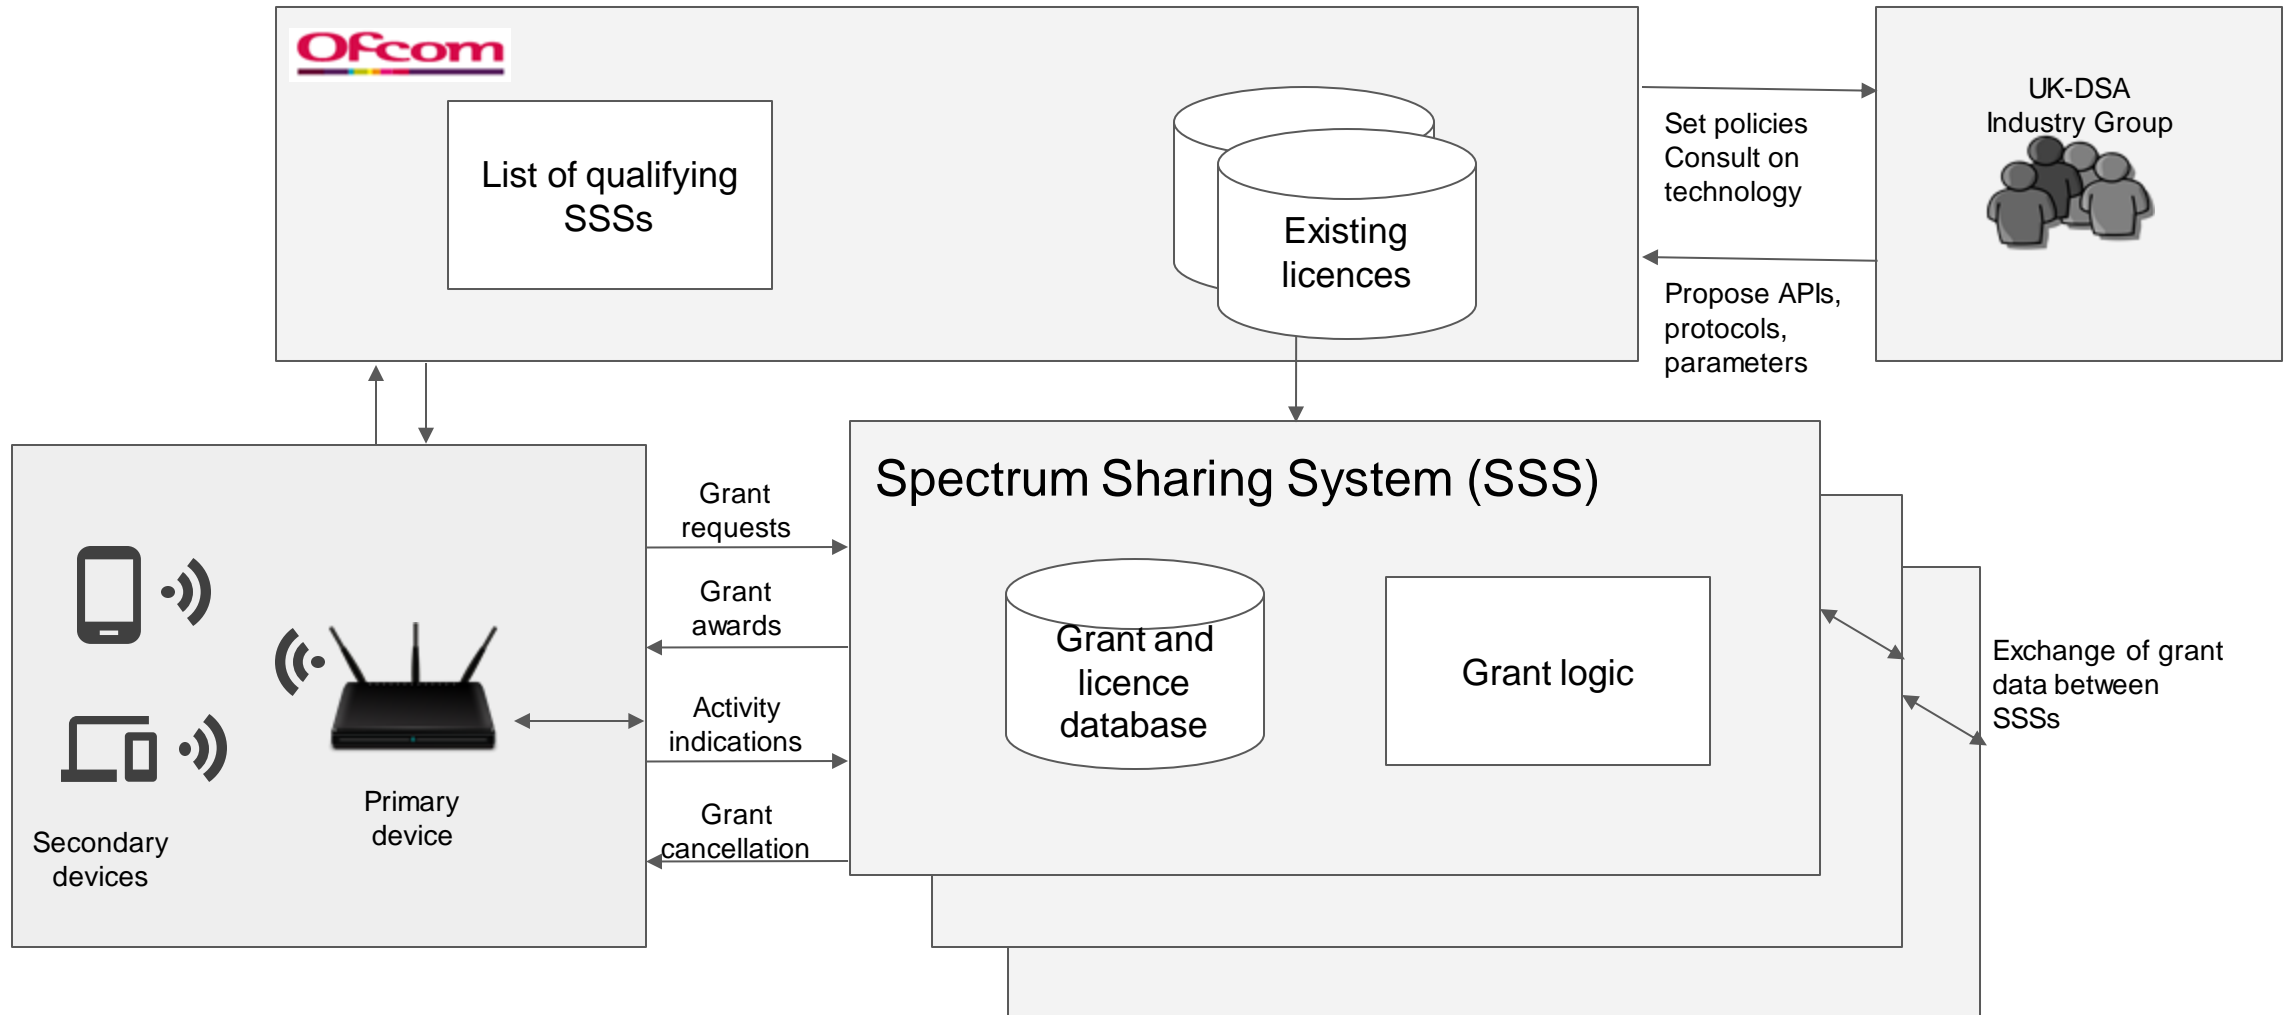 Ofcom
List of qualifying
SSSs
Existing
licences
Set policies
Consult on
technology
Propose APIs,
protocols,
parameters
UK-DSA
Industry Group
Secondary
devices
Primary
device
Grant
requests
Grant
awards
Activity
indications
Grant
cancellation
Spectrum Sharing System (SSS)
Grant and
licence
database
Grant logic
Exchange of grant
data between
SSSs